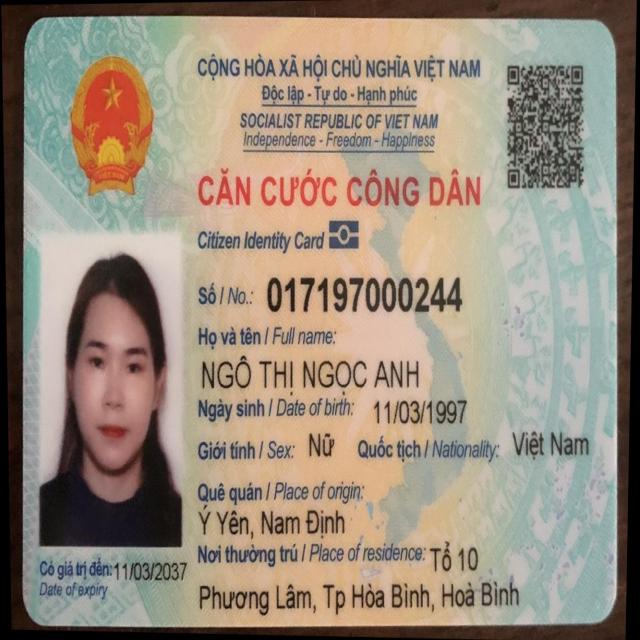 CỘNG HÒA XÃ HỘI CHỦ NGHĨA VIỆT NAM
Độc lập - Tự do - Hạnh phúc
SOCIALIST REPUBLIC OF VIET NAM
Independence - Freedom - Happiness
CĂN CƯỚC CÔNG DÂN
Citizen Identity Card
Số / No.: 017197000244
Họ và tên / Full name:
NGÔ THỊ NGỌC ANH
Ngày sinh / Date of birth: 11/03/1997
Giới tính / Sex: Nữ Quốc tịch / Nationality: Việt Nam
Quê quán / Place of origin:
Ý Yên, Nam Định
Nơi thường trú / Place of residence: Tổ 10
Phương Lâm, Tp Hòa Bình, Hoà Bình
Có giá trị đến: 11/03/2037
Date of expiry